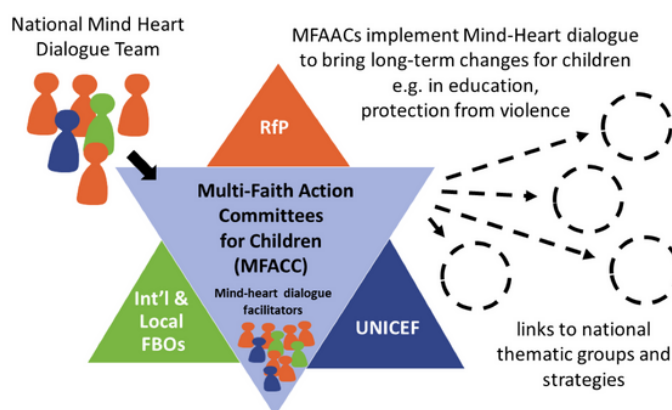 National Mind Heart
Dialogue Team
MFAACs implement Mind-Heart dialogue
to bring long-term changes for children
e.g. in education,
protection from violence
RfP
Multi-Faith Action
Committees
for Children
(MFACC)
Mind-heart dialogue
facilitators
Int'l &
Local
FBOs
UNICEF
links to national
thematic groups and
strategies